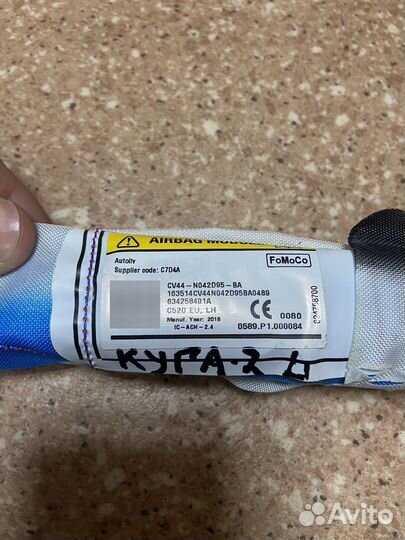 AIRBAG MODULE
FoMoCo
Autoliv
Supplier code: C7D4A
CV44-N042D95-BA
163514CV44N042D95BA0489
634258401A
C520 EU, LH
Manuf. Year: 2016
IC-ACH-2.4
CE 0080
0589.P1.000084
КУГА-2
Avito